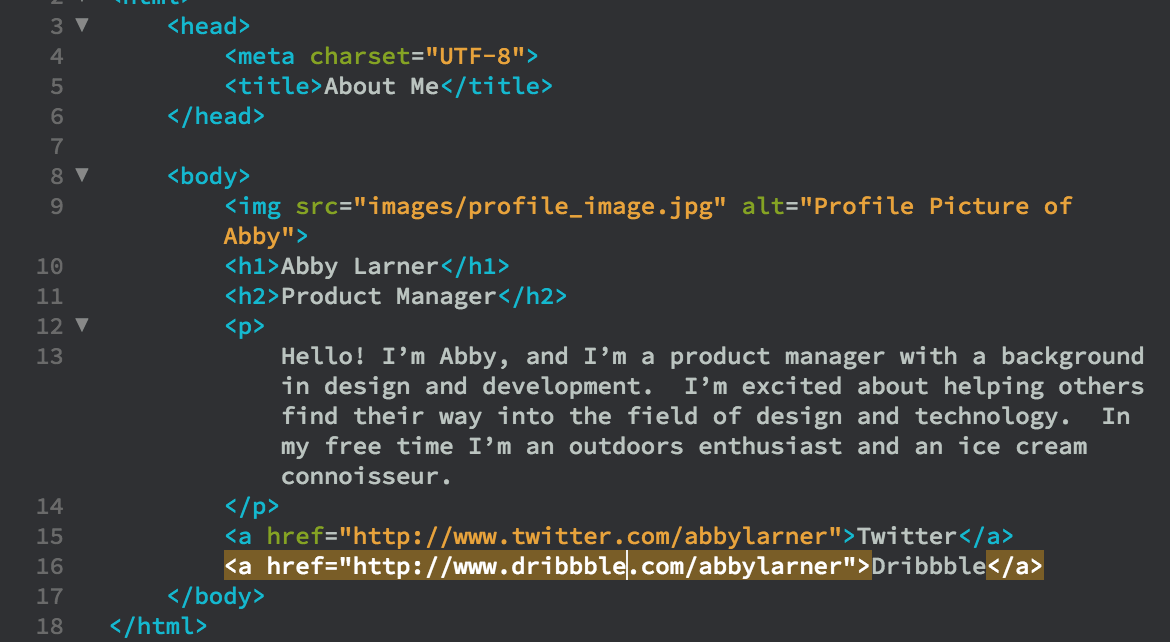 2 ▼ <html>
3 ▼ <head>
4 <meta charset="UTF-8">
5 <title>About Me</title>
6 </head>
7
8 ▼ <body>
9 <img src="images/profile_image.jpg" alt="Profile Picture of
Abby">
10 <h1>Abby Larner</h1>
11 <h2>Product Manager</h2>
12 ▼ <p>
13 Hello! I’m Abby, and I’m a product manager with a background
in design and development.  I’m excited about helping others
find their way into the field of design and technology.  In
my free time I’m an outdoors enthusiast and an ice cream
connoisseur.
14 </p>
15 <a href="http://www.twitter.com/abbylarner">Twitter</a>
16 <a href="http://www.dribbble.com/abbylarner">Dribbble</a>
17 </body>
18 </html>